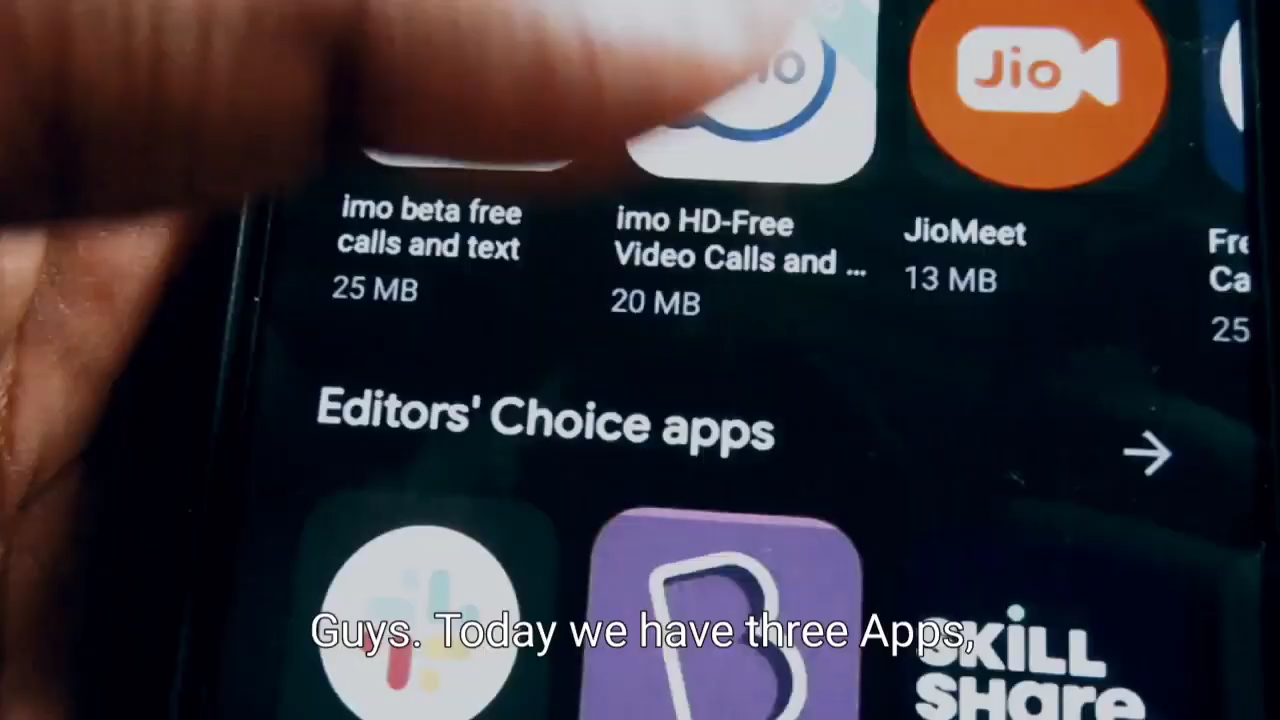 Jio
imo beta free
calls and text
25 MB
imo HD-Free
Video Calls and ...
20 MB
JioMeet
13 MB
25
Editors' Choice apps
B
SKiLL
SHare
Guys. Today we have three Apps,